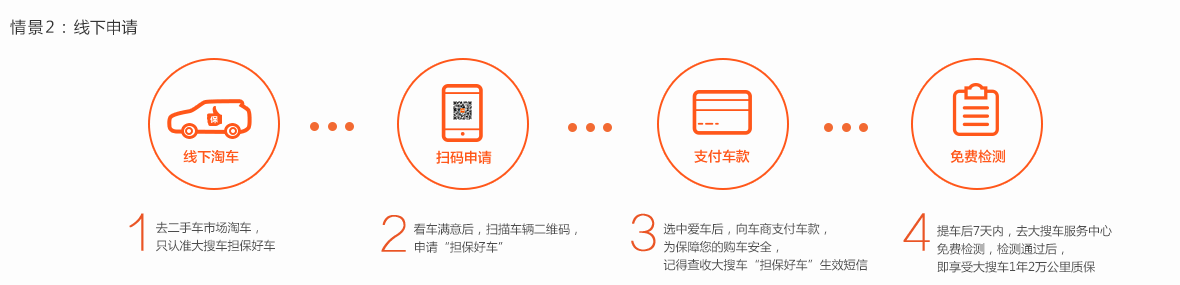 情景2：线下申请
保
线下淘车
扫码申请
支付车款
免费检测
1
去二手车市场淘车，
只认准大搜车担保好车
2
看车满意后，扫描车辆二维码，
申请“担保好车”
3
选中爱车后，向车商支付车款，
为保障您的购车安全，
记得查收大搜车“担保好车”生效短信
4
提车后7天内，去大搜车服务中心
免费检测，检测通过后，
即享受大搜车1年2万公里质保